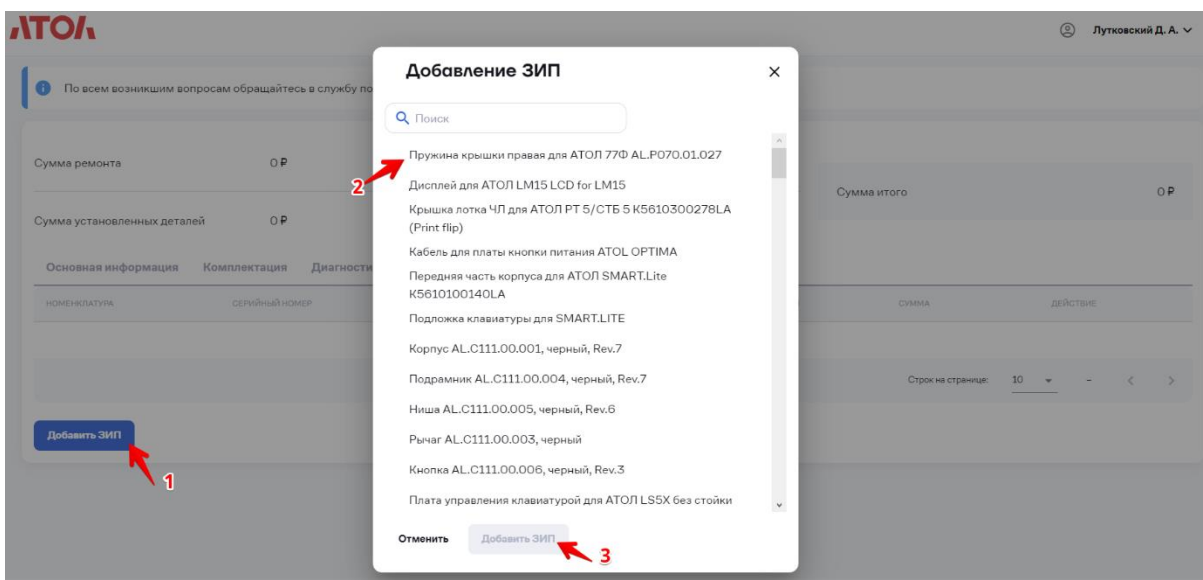 АТОЛ
Лутковский Д. А.
По всем возникшим вопросам обращайтесь в службу по
Сумма ремонта 0 ₽
Сумма установленных деталей 0 ₽
Сумма итого 0 ₽
Основная информация Комплектация Диагности
НОМЕНКЛАТУРА СЕРИЙНЫЙ НОМЕР СУММА ДЕЙСТВИЕ
Строк на странице: 10 –
Добавить ЗИП
1
Добавление ЗИП
Поиск
2
Пружина крышки правая для АТОЛ 77Ф AL.P070.01.027
Дисплей для АТОЛ LM15 LCD for LM15
Крышка лотка ЧЛ для АТОЛ PT 5/СТБ 5 K5610300278LA
(Print flip)
Кабель для платы кнопки питания ATOL OPTIMA
Передняя часть корпуса для АТОЛ SMART.Lite
K5610100140LA
Подложка клавиатуры для SMART.LITE
Корпус AL.C111.00.001, черный, Rev.7
Подрамник AL.C111.00.004, черный, Rev.7
Ниша AL.C111.00.005, черный, Rev.6
Рычаг AL.C111.00.003, черный
Кнопка AL.C111.00.006, черный, Rev.3
Плата управления клавиатурой для АТОЛ LS5X без стойки
Отменить Добавить ЗИП
3